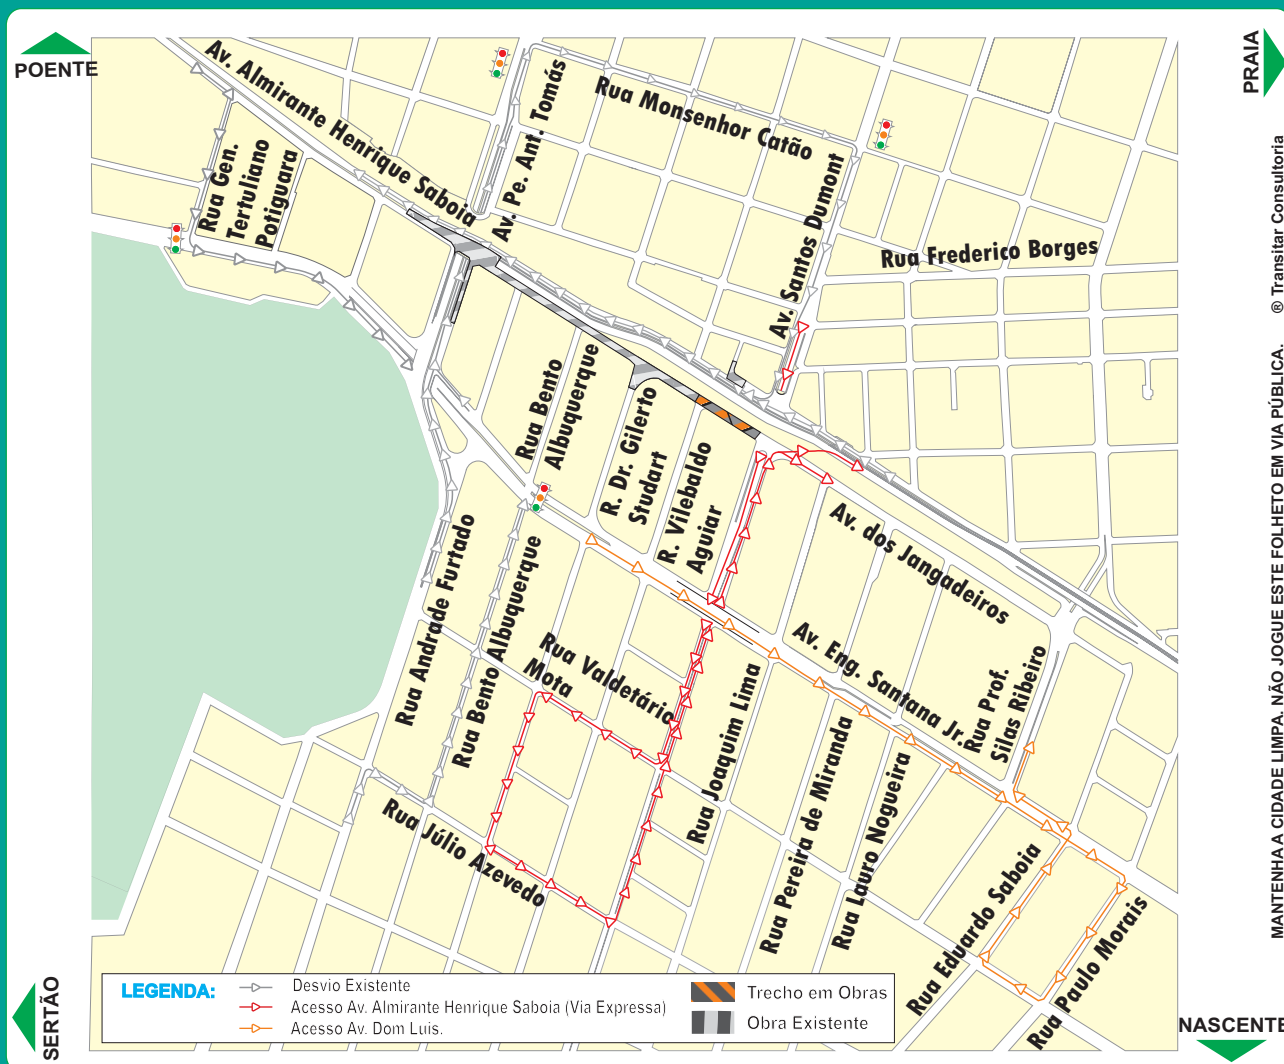 POENTE
PRAIA
Av. Almirante Henrique Saboia
Av. Pe. Ant. Tomás
Rua Monsenhor Catão
Rua Gen.
Tertuliano
Potiguara
Av. Santos Dumont
Rua Frederico Borges
® Transitar Consultoria
MANTENHA A CIDADE LIMPA. NÃO JOGUE ESTE FOLHETO EM VIA PÚBLICA.
Rua Bento
Albuquerque
R. Dr. Gilerto
Studart
R. Vilebaldo
Aguiar
Av. dos Jangadeiros
Rua Andrade Furtado
Rua Bento Albuquerque
Rua Valdetário
Mota
Av. Eng. Santana Jr.
Rua Prof.
Silas Ribeiro
Rua Joaquim Lima
Rua Pereira de Miranda
Rua Lauro Nogueira
Rua Júlio Azevedo
Rua Eduardo Saboia
Rua Paulo Morais
SERTÃO
LEGENDA:
Desvio Existente
Acesso Av. Almirante Henrique Saboia (Via Expressa)
Acesso Av. Dom Luis.
Trecho em Obras
Obra Existente
NASCENTE